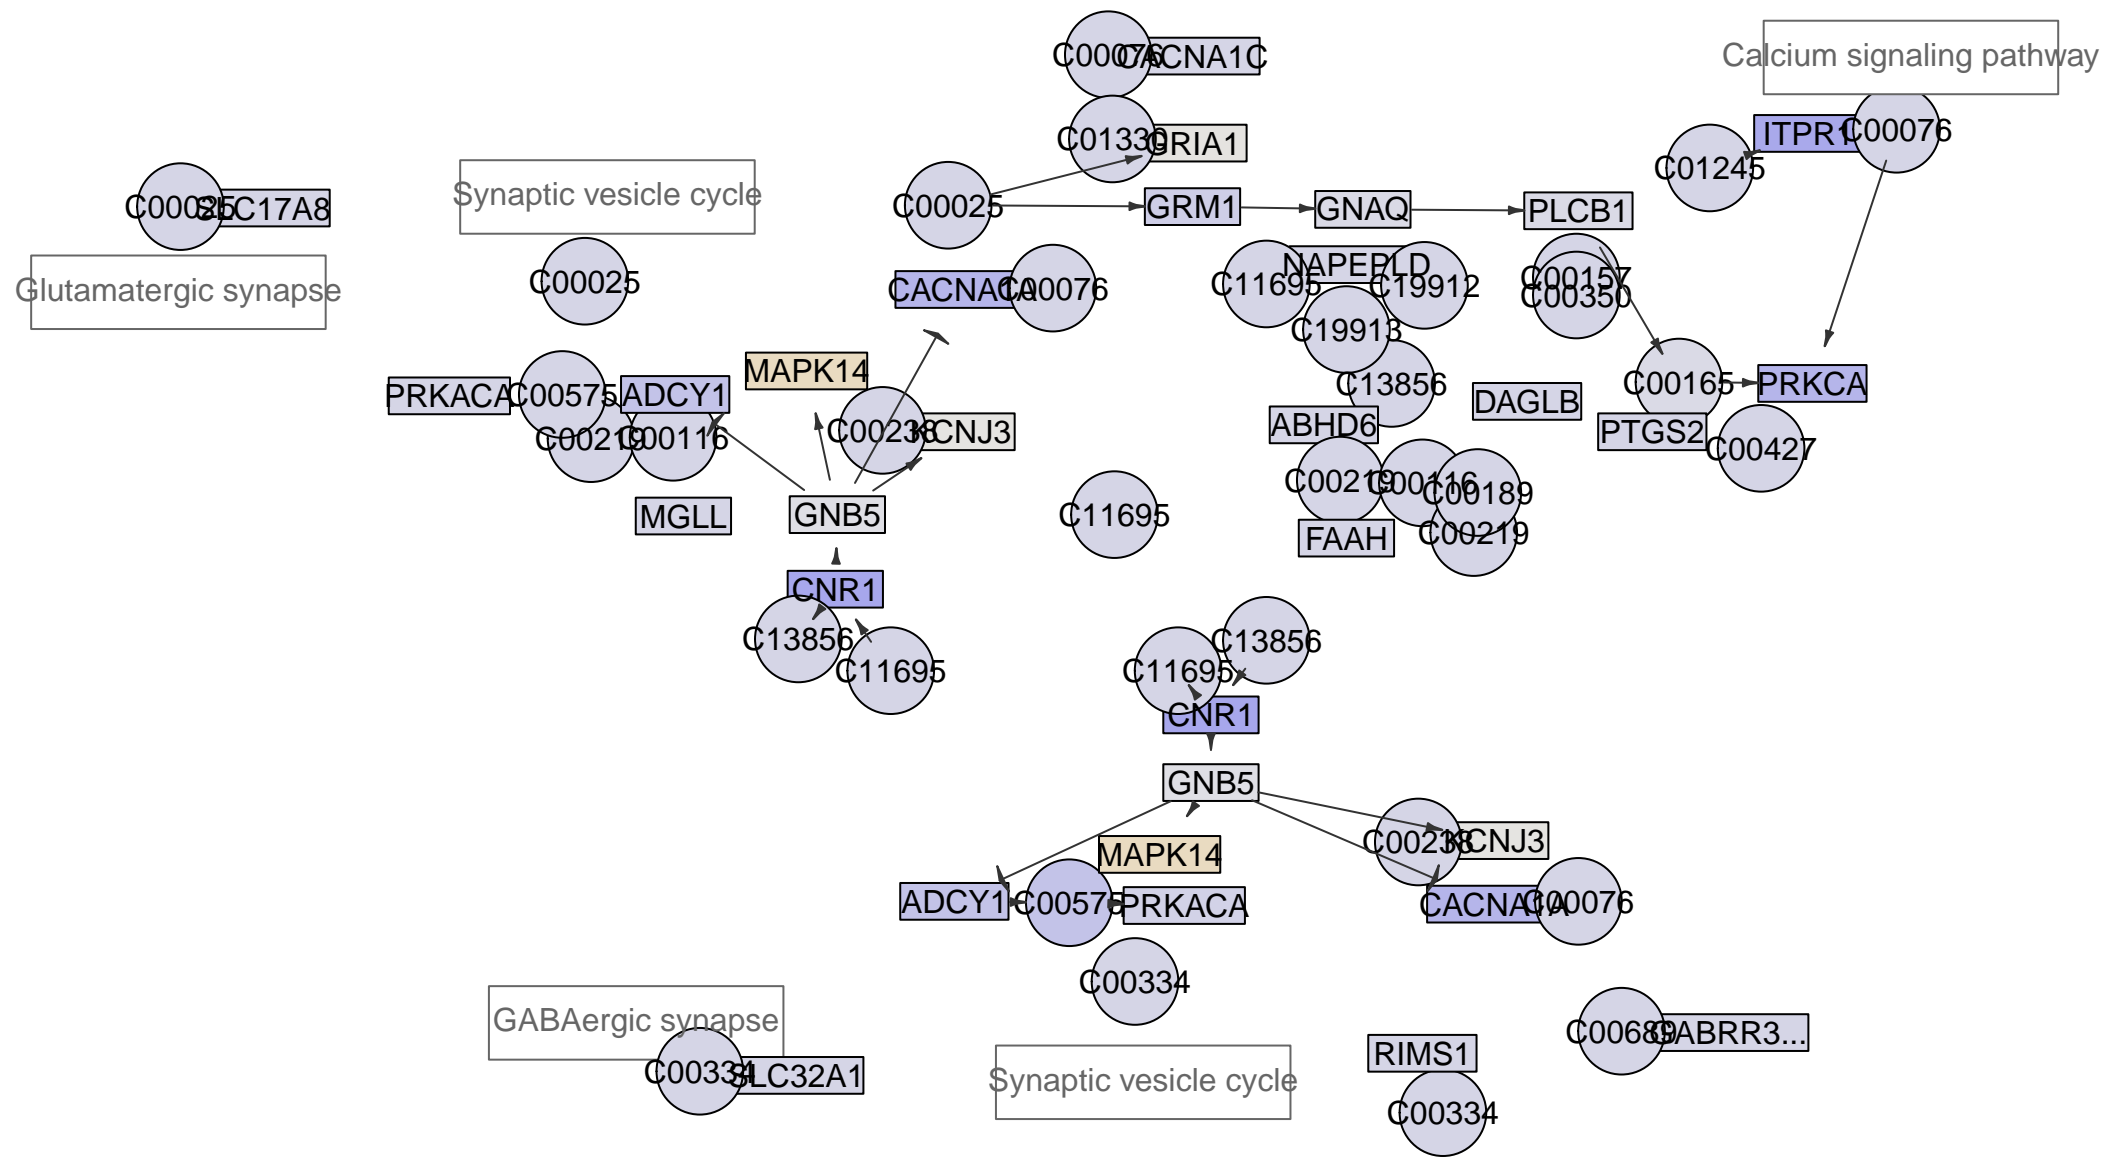 C00076
CACNA1C
Calcium signaling pathway
C01330
GRIA1
ITPR1
C00076
C01245
C00025
SLC17A8
Synaptic vesicle cycle
C00025
GRM1
GNAQ
PLCB1
Glutamatergic synapse
C00025
CACNA1A
C00076
C11695
NAPEPLD
C19912
C00157
C00350
C19913
MAPK14
PRKACA
C00575
ADCY1
C13856
DAGLB
C00165
PRKCA
C00219
C00116
C00238
KCNJ3
ABHD6
PTGS2
C00427
MGLL
GNB5
C11695
C00219
C00116
C00189
FAAH
C00219
CNR1
C13856
C11695
C11695
C13856
CNR1
GNB5
MAPK14
C00238
KCNJ3
ADCY1
C00575
PRKACA
CACNA1A
C00076
C00334
GABAergic synapse
C00334
SLC32A1
Synaptic vesicle cycle
RIMS1
C00334
C00689
GABRR3...